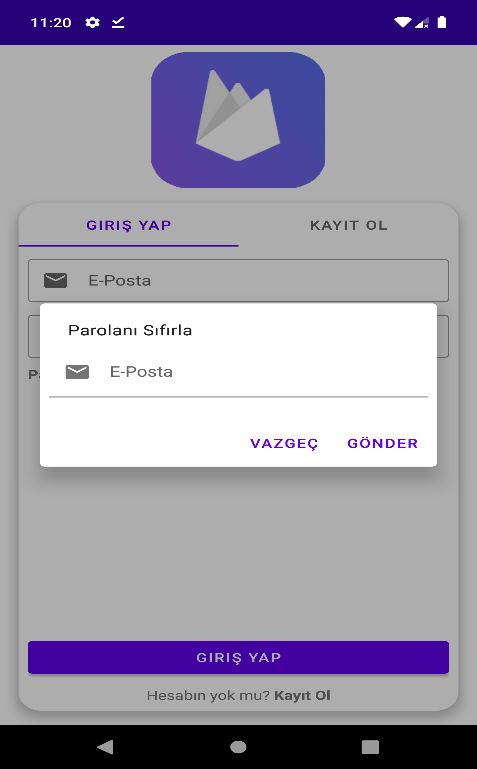 11:20
GIRIŞ YAP
KAYIT OL
E-Posta
Parolanı Sıfırla
E-Posta
VAZGEÇ GÖNDER
GIRIŞ YAP
Hesabın yok mu? Kayıt Ol